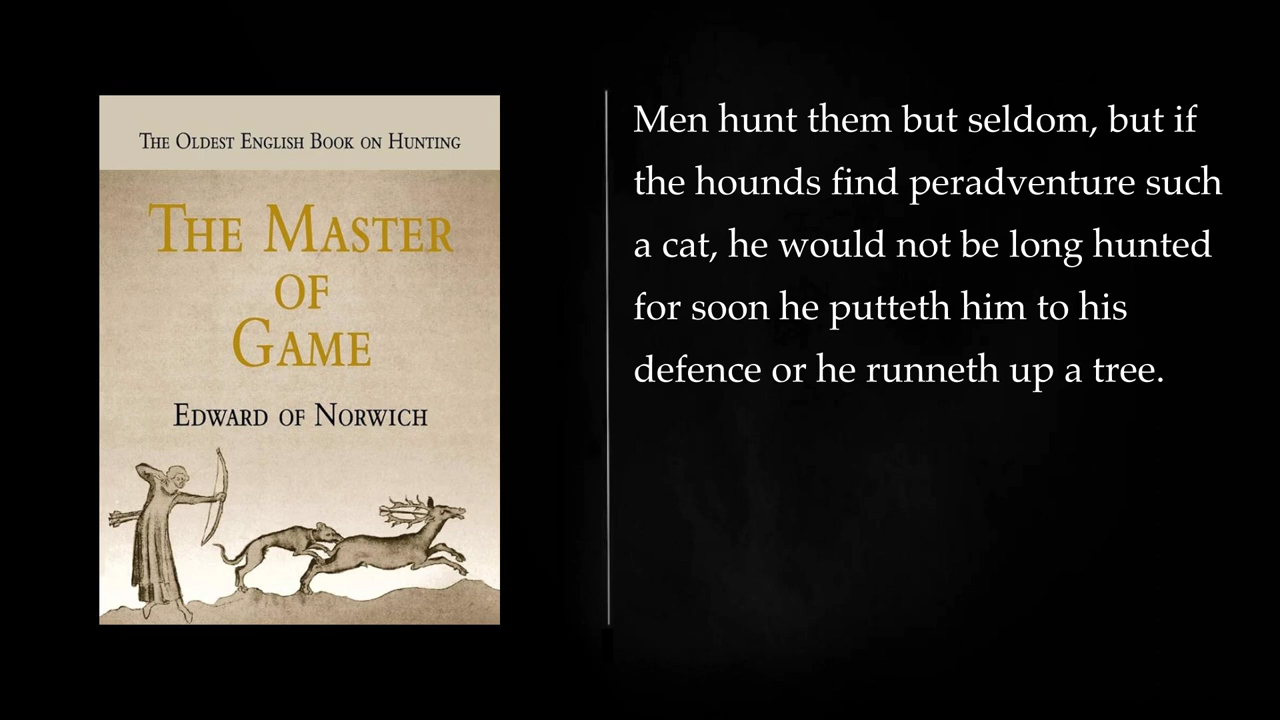 The Oldest English Book on Hunting
The Master
of
Game
Edward of Norwich
Men hunt them but seldom, but if
the hounds find peradventure such
a cat, he would not be long hunted
for soon he putteth him to his
defence or he runneth up a tree.